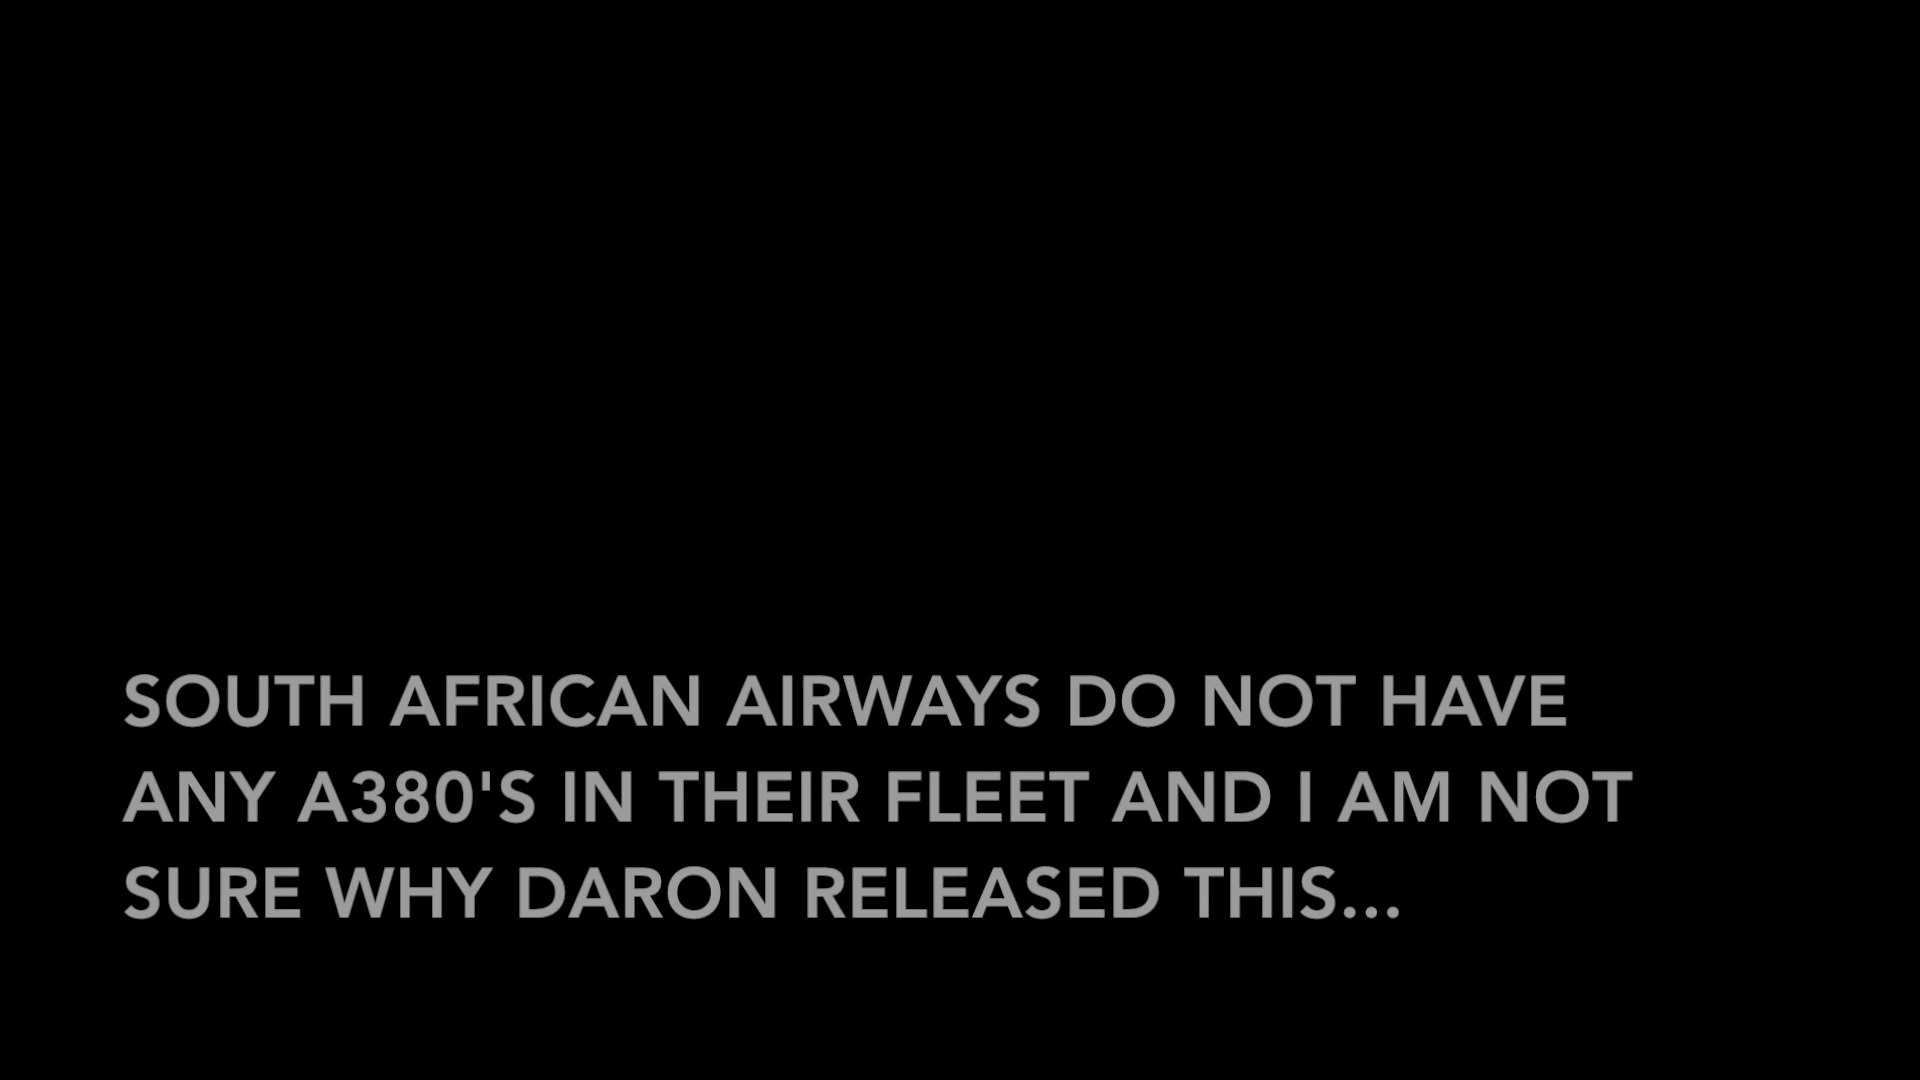 SOUTH AFRICAN AIRWAYS DO NOT HAVE
ANY A380'S IN THEIR FLEET AND I AM NOT
SURE WHY DARON RELEASED THIS...